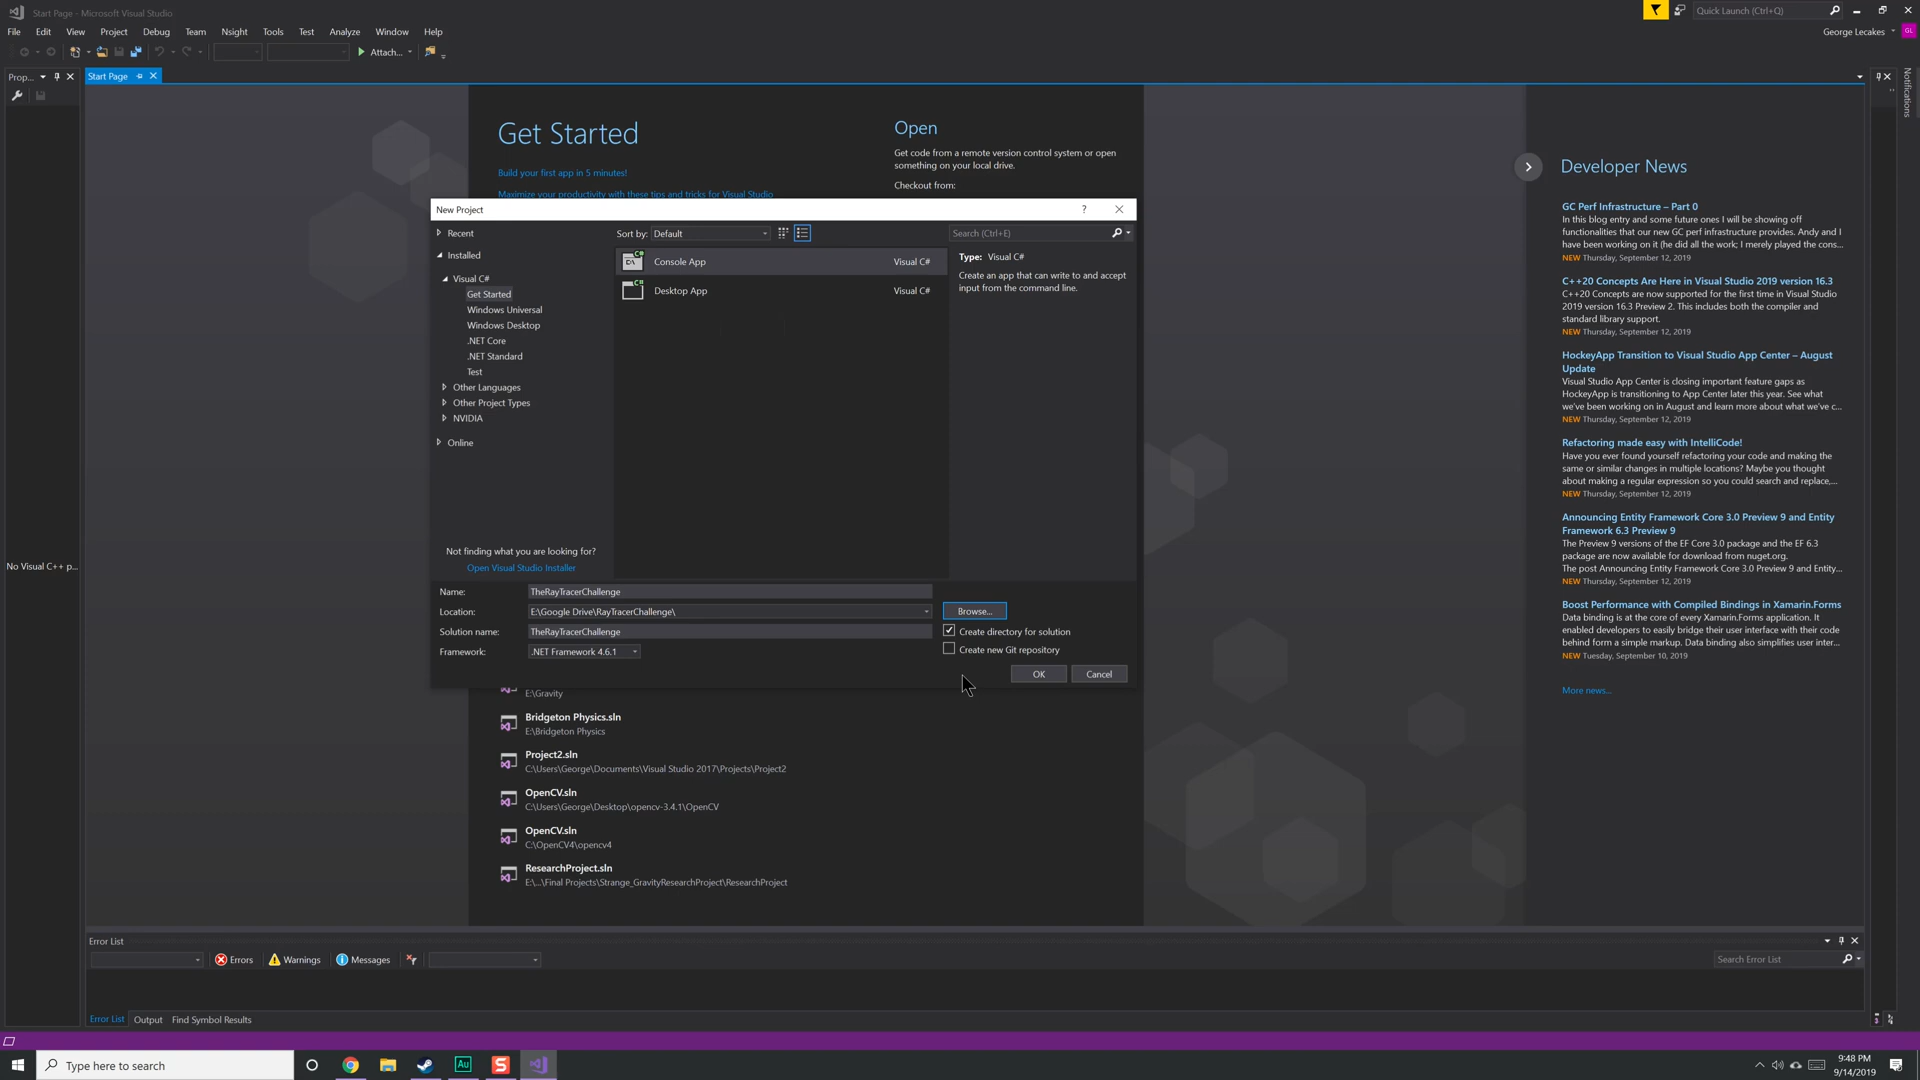 Start Page - Microsoft Visual Studio
Quick Launch (Ctrl+Q)
File Edit View Project Debug Team Nsight Tools Test Analyze Window Help
George Lecakes GL
Attach...
Prop...
Start Page
Notifications
Get Started
Build your first app in 5 minutes!
Maximize your productivity with these tips and tricks for Visual Studio
Open
Get code from a remote version control system or open
something on your local drive.
Checkout from:
Developer News
GC Perf Infrastructure – Part 0
In this blog entry and some future ones I will be showing off
functionalities that our new GC perf infrastructure provides. Andy and I
have been working on it (he did all the work; I merely played the cons...
NEW Thursday, September 12, 2019
C++20 Concepts Are Here in Visual Studio 2019 version 16.3
C++20 Concepts are now supported for the first time in Visual Studio
2019 version 16.3 Preview 2. This includes both the compiler and
standard library support.
NEW Thursday, September 12, 2019
HockeyApp Transition to Visual Studio App Center – August
Update
Visual Studio App Center is closing important feature gaps as
HockeyApp is transitioning to App Center later this year. See what
we've been working on in August and learn more about what we've c...
NEW Thursday, September 12, 2019
Refactoring made easy with IntelliCode!
Have you ever found yourself refactoring your code and making the
same or similar changes in multiple locations? Maybe you thought
about making a regular expression so you could search and replace,...
NEW Thursday, September 12, 2019
Announcing Entity Framework Core 3.0 Preview 9 and Entity
Framework 6.3 Preview 9
The Preview 9 versions of the EF Core 3.0 package and the EF 6.3
package are now available for download from nuget.org.
The post Announcing Entity Framework Core 3.0 Preview 9 and Entity...
NEW Thursday, September 12, 2019
Boost Performance with Compiled Bindings in Xamarin.Forms
Data binding is at the core of every Xamarin.Forms application. It
enabled developers to easily bridge their user interface with their code
behind form a simple markup. Data binding also simplifies user inter...
NEW Tuesday, September 10, 2019
More news...
New Project
?
Recent
Installed
Visual C#
Get Started
Windows Universal
Windows Desktop
.NET Core
.NET Standard
Test
Other Languages
Other Project Types
NVIDIA
Online
Not finding what you are looking for?
Open Visual Studio Installer
Sort by: Default
Search (Ctrl+E)
Console App Visual C#
Desktop App Visual C#
Type: Visual C#
Create an app that can write to and accept
input from the command line.
Name: TheRayTracerChallenge
Location: E:\Google Drive\RayTracerChallenge\
Browse...
Solution name: TheRayTracerChallenge
Create directory for solution
Framework: .NET Framework 4.6.1
Create new Git repository
OK Cancel
No Visual C++ p...
E:\Gravity
Bridgeton Physics.sln
E:\Bridgeton Physics
Project2.sln
C:\Users\George\Documents\Visual Studio 2017\Projects\Project2
OpenCV.sln
C:\Users\George\Desktop\opencv-3.4.1\OpenCV
OpenCV.sln
C:\OpenCV4\opencv4
ResearchProject.sln
E:\...\Final Projects\Strange_GravityResearchProject\ResearchProject
Error List
Errors Warnings Messages
Search Error List
Error List Output Find Symbol Results
Type here to search
Au
S
9:48 PM
9/14/2019